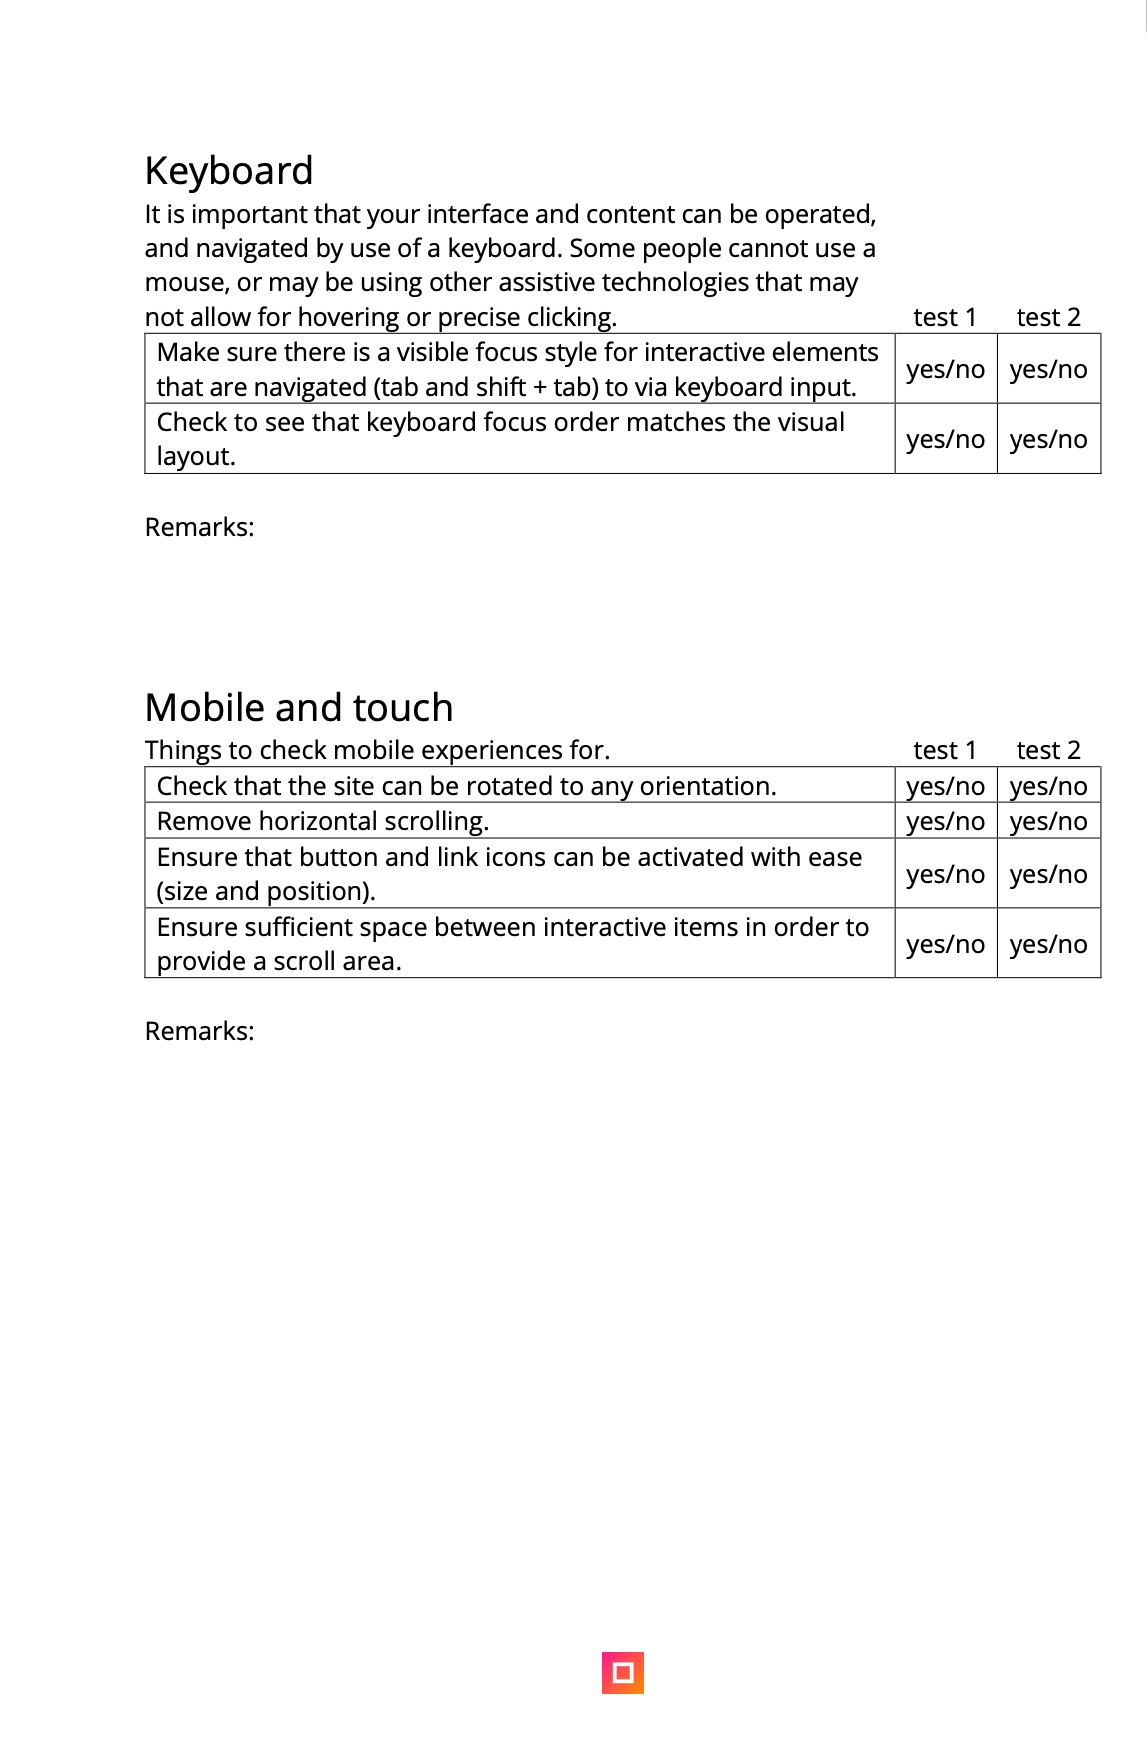 Keyboard
It is important that your interface and content can be operated,
and navigated by use of a keyboard. Some people cannot use a
mouse, or may be using other assistive technologies that may
not allow for hovering or precise clicking. test 1 test 2
Make sure there is a visible focus style for interactive elements
that are navigated (tab and shift + tab) to via keyboard input. yes/no yes/no
Check to see that keyboard focus order matches the visual
layout. yes/no yes/no
Remarks:
Mobile and touch
Things to check mobile experiences for. test 1 test 2
Check that the site can be rotated to any orientation. yes/no yes/no
Remove horizontal scrolling. yes/no yes/no
Ensure that button and link icons can be activated with ease
(size and position). yes/no yes/no
Ensure sufficient space between interactive items in order to
provide a scroll area. yes/no yes/no
Remarks: